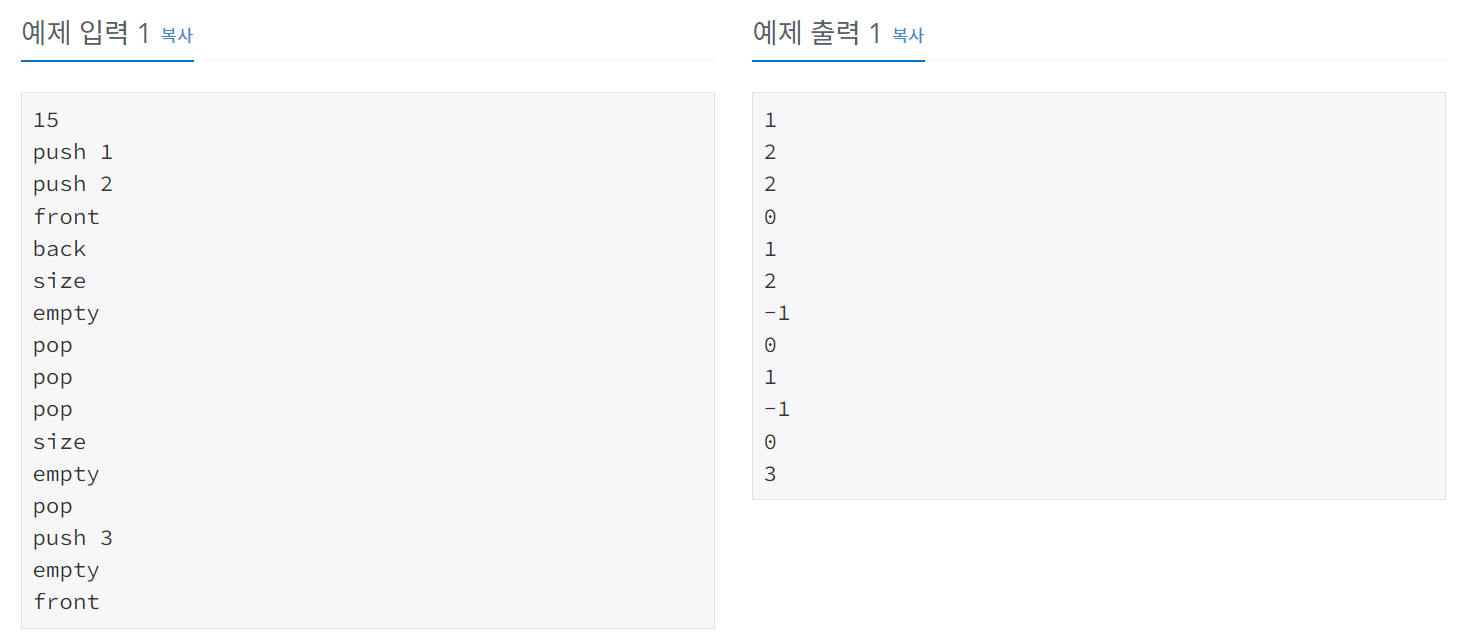 예제 입력 1 복사
15
push 1
push 2
front
back
size
empty
pop
pop
pop
size
empty
pop
push 3
empty
front
예제 출력 1 복사
1
2
2
0
1
2
-1
0
1
-1
0
3